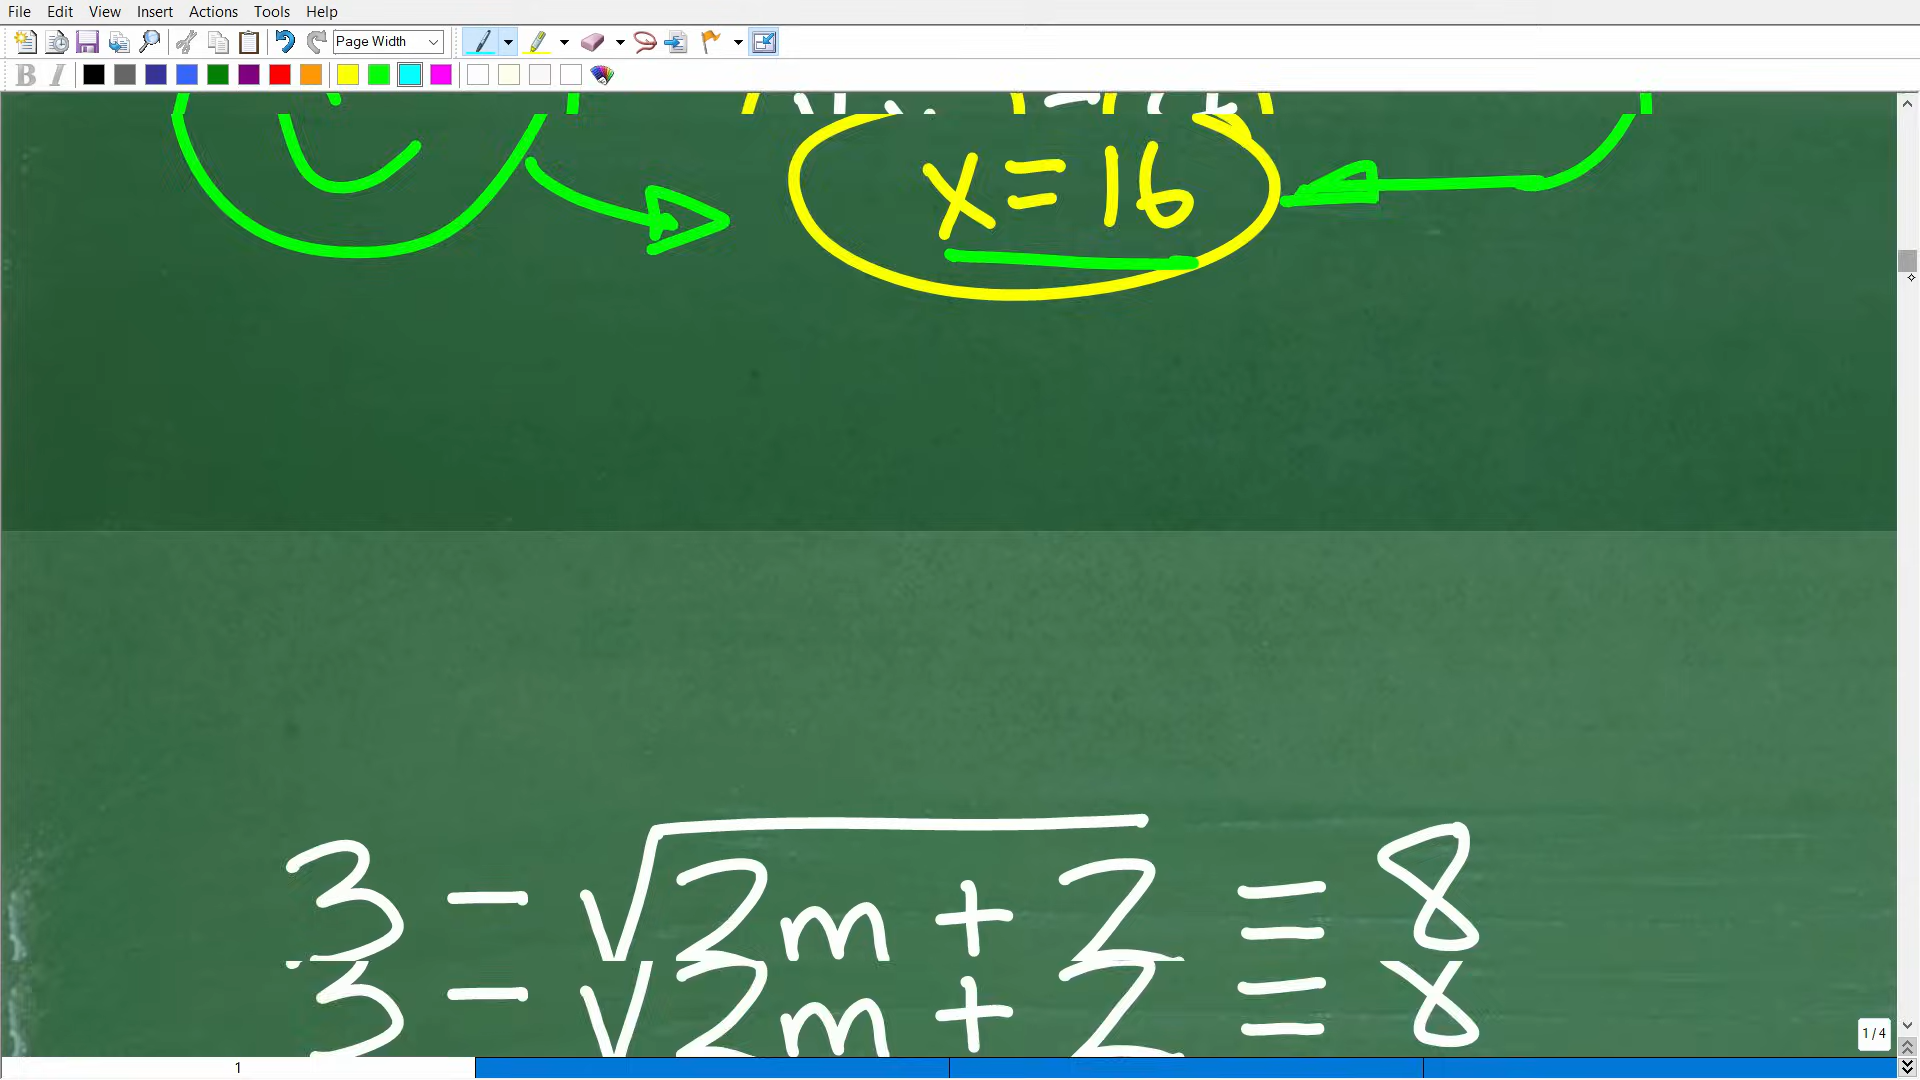 File Edit View Insert Actions Tools Help
Page Width
B I
x = 16
3 - √2m + 2 = 8
3 - √2m + 2 = 8
1 / 4
1